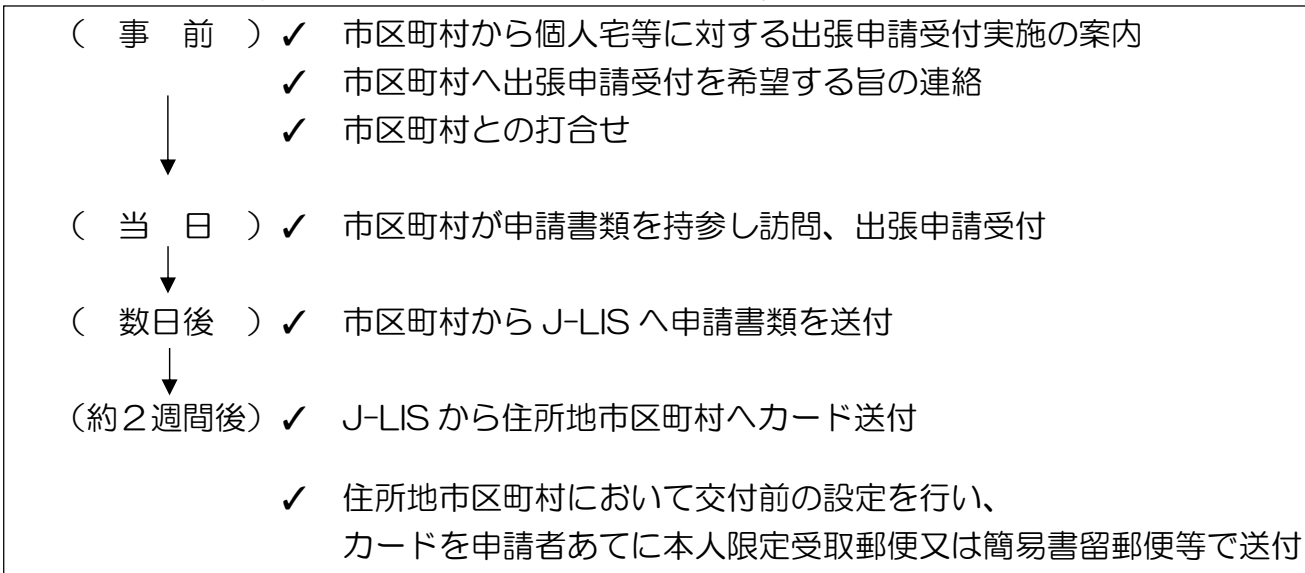 （　事　前　）✓　市区町村から個人宅等に対する出張申請受付実施の案内
✓　市区町村へ出張申請受付を希望する旨の連絡
✓　市区町村との打合せ
（　当　日　）✓　市区町村が申請書類を持参し訪問、出張申請受付
（　数日後　）✓　市区町村から J-LIS へ申請書類を送付
（約２週間後）✓　J-LIS から住所地市区町村へカード送付
✓　住所地市区町村において交付前の設定を行い、
カードを申請者あてに本人限定受取郵便又は簡易書留郵便等で送付